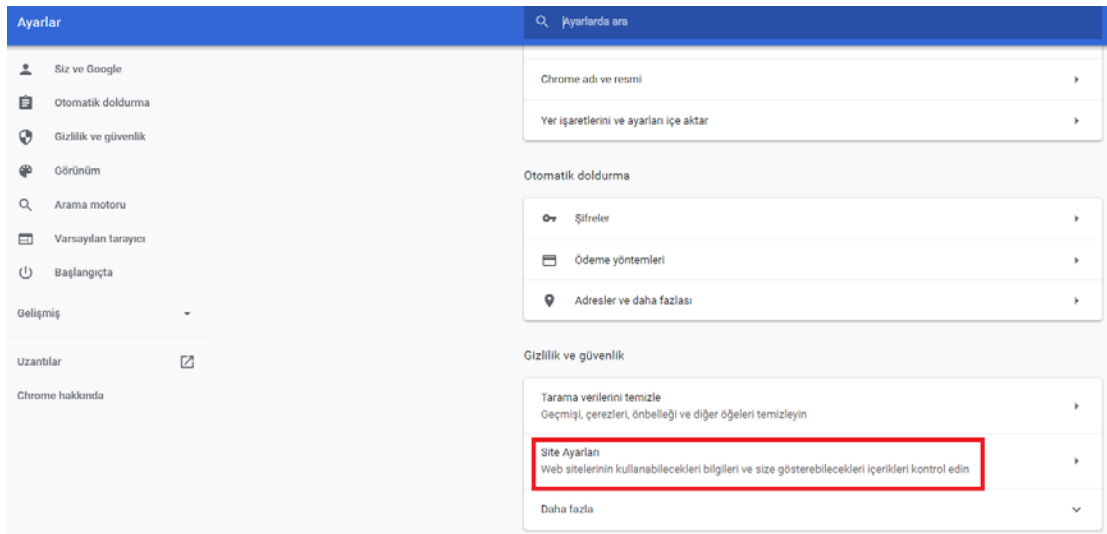 Ayarlar
Ayarlarda ara
Siz ve Google
Otomatik doldurma
Gizlilik ve güvenlik
Görünüm
Arama motoru
Varsayılan tarayıcı
Başlangıçta
Gelişmiş
Uzantılar
Chrome hakkında
Chrome adı ve resmi
Yer işaretlerini ve ayarları içe aktar
Otomatik doldurma
Şifreler
Ödeme yöntemleri
Adresler ve daha fazlası
Gizlilik ve güvenlik
Tarama verilerini temizle
Geçmişi, çerezleri, önbelleği ve diğer öğeleri temizleyin
Site Ayarları
Web sitelerinin kullanabilecekleri bilgileri ve size gösterebilecekleri içerikleri kontrol edin
Daha fazla